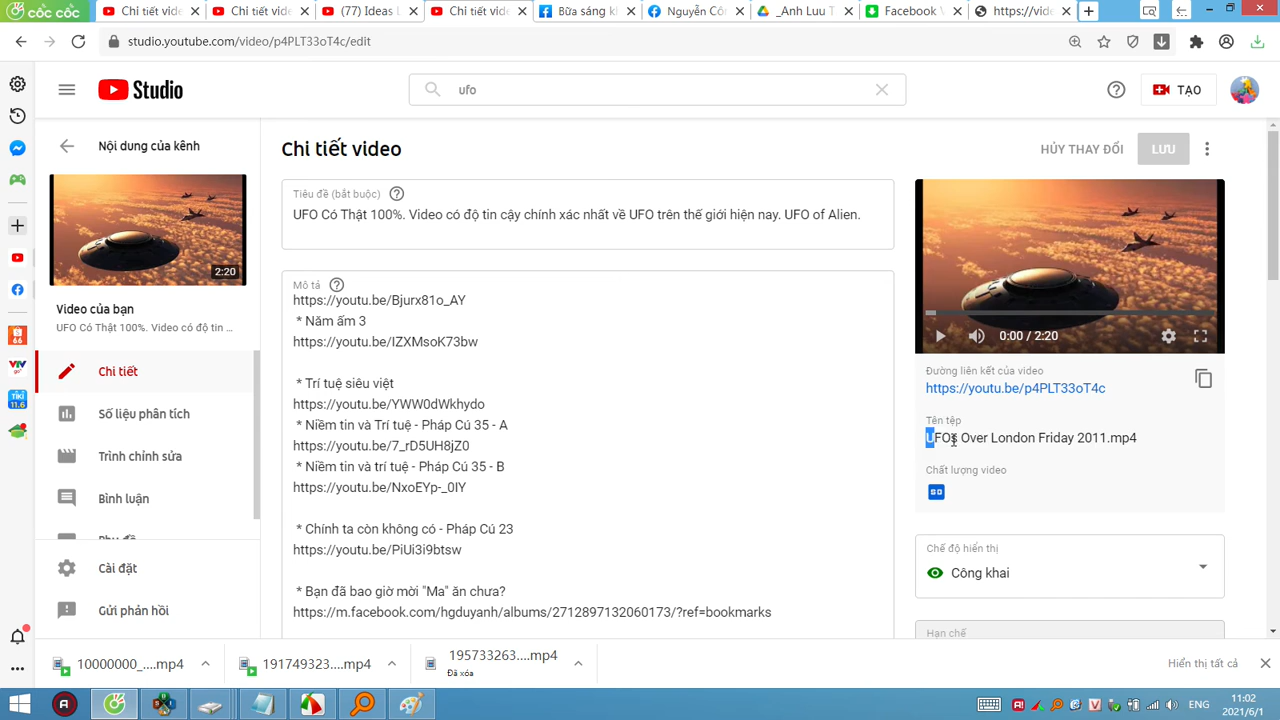 cốc cốc
Chi tiết vide
Chi tiết vide
(77) Ideas
Chi tiết vide
Bữa sáng k
Nguyễn Cô
_Anh Luu T
Facebook
https://vide
studio.youtube.com/video/p4PLT33oT4c/edit
Studio
ufo
TẠO
Nội dung của kênh
2:20
Video của bạn
UFO Có Thật 100%. Video có độ tin …
Chi tiết
Số liệu phân tích
Trình chỉnh sửa
Bình luận
Cài đặt
Gửi phản hồi
Chi tiết video
HỦY THAY ĐỔI
LƯU
Tiêu đề (bắt buộc)
UFO Có Thật 100%. Video có độ tin cậy chính xác nhất về UFO trên thế giới hiện nay. UFO of Alien.
Mô tả
https://youtu.be/Bjurx81o_AY
* Năm ấm 3
https://youtu.be/IZXMsoK73bw
* Trí tuệ siêu việt
https://youtu.be/YWW0dWkhydo
* Niềm tin và Trí tuệ - Pháp Cú 35 - A
https://youtu.be/7_rD5UH8jZ0
* Niềm tin và trí tuệ - Pháp Cú 35 - B
https://youtu.be/NxoEYp-_0IY
* Chính ta còn không có - Pháp Cú 23
https://youtu.be/PiUi3i9btsw
* Bạn đã bao giờ mời "Ma" ăn chưa?
https://m.facebook.com/hgduyanh/albums/2712897132060173/?ref=bookmarks
0:00 / 2:20
Đường liên kết của video
https://youtu.be/p4PLT33oT4c
Tên tệp
UFOs Over London Friday 2011.mp4
Chất lượng video
SD
Chế độ hiển thị
Công khai
Hạn chế
10000000_....mp4
191749323....mp4
195733263....mp4
Đã xóa
Hiển thị tất cả
ENG
11:02
2021/6/1